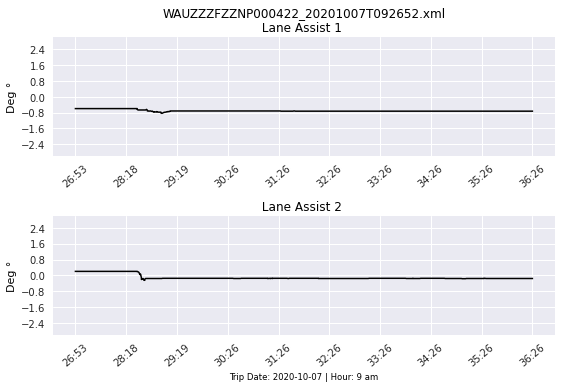 WAUZZZFZZNP000422_20201007T092652.xml
Lane Assist 1
Deg °
2.4
1.6
0.8
0.0
−0.8
−1.6
−2.4
26:53 28:18 29:19 30:26 31:26 32:26 33:26 34:26 35:26 36:26
Lane Assist 2
Deg °
2.4
1.6
0.8
0.0
−0.8
−1.6
−2.4
26:53 28:18 29:19 30:26 31:26 32:26 33:26 34:26 35:26 36:26
Trip Date: 2020-10-07 | Hour: 9 am